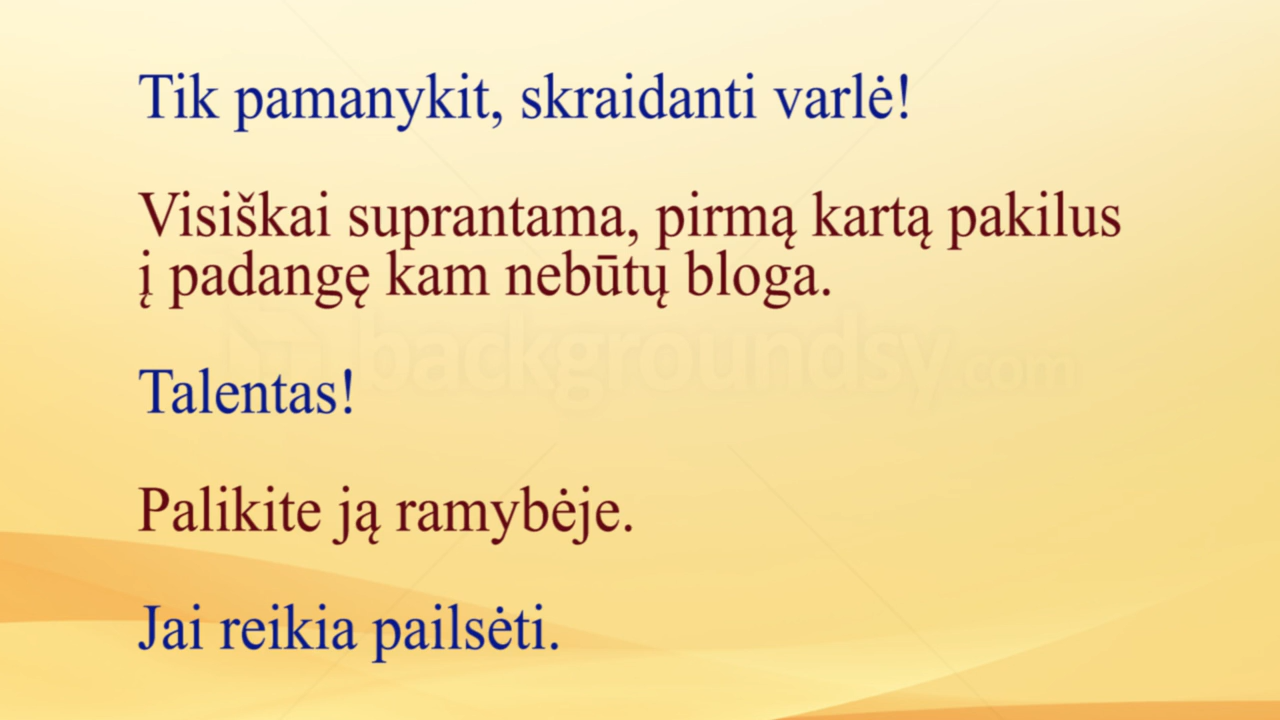 Tik pamanykit, skraidanti varlė!
Visiškai suprantama, pirmą kartą pakilus
į padangę kam nebūtų bloga.
backgroundsy.com
Talentas!
Palikite ją ramybėje.
Jai reikia pailsėti.